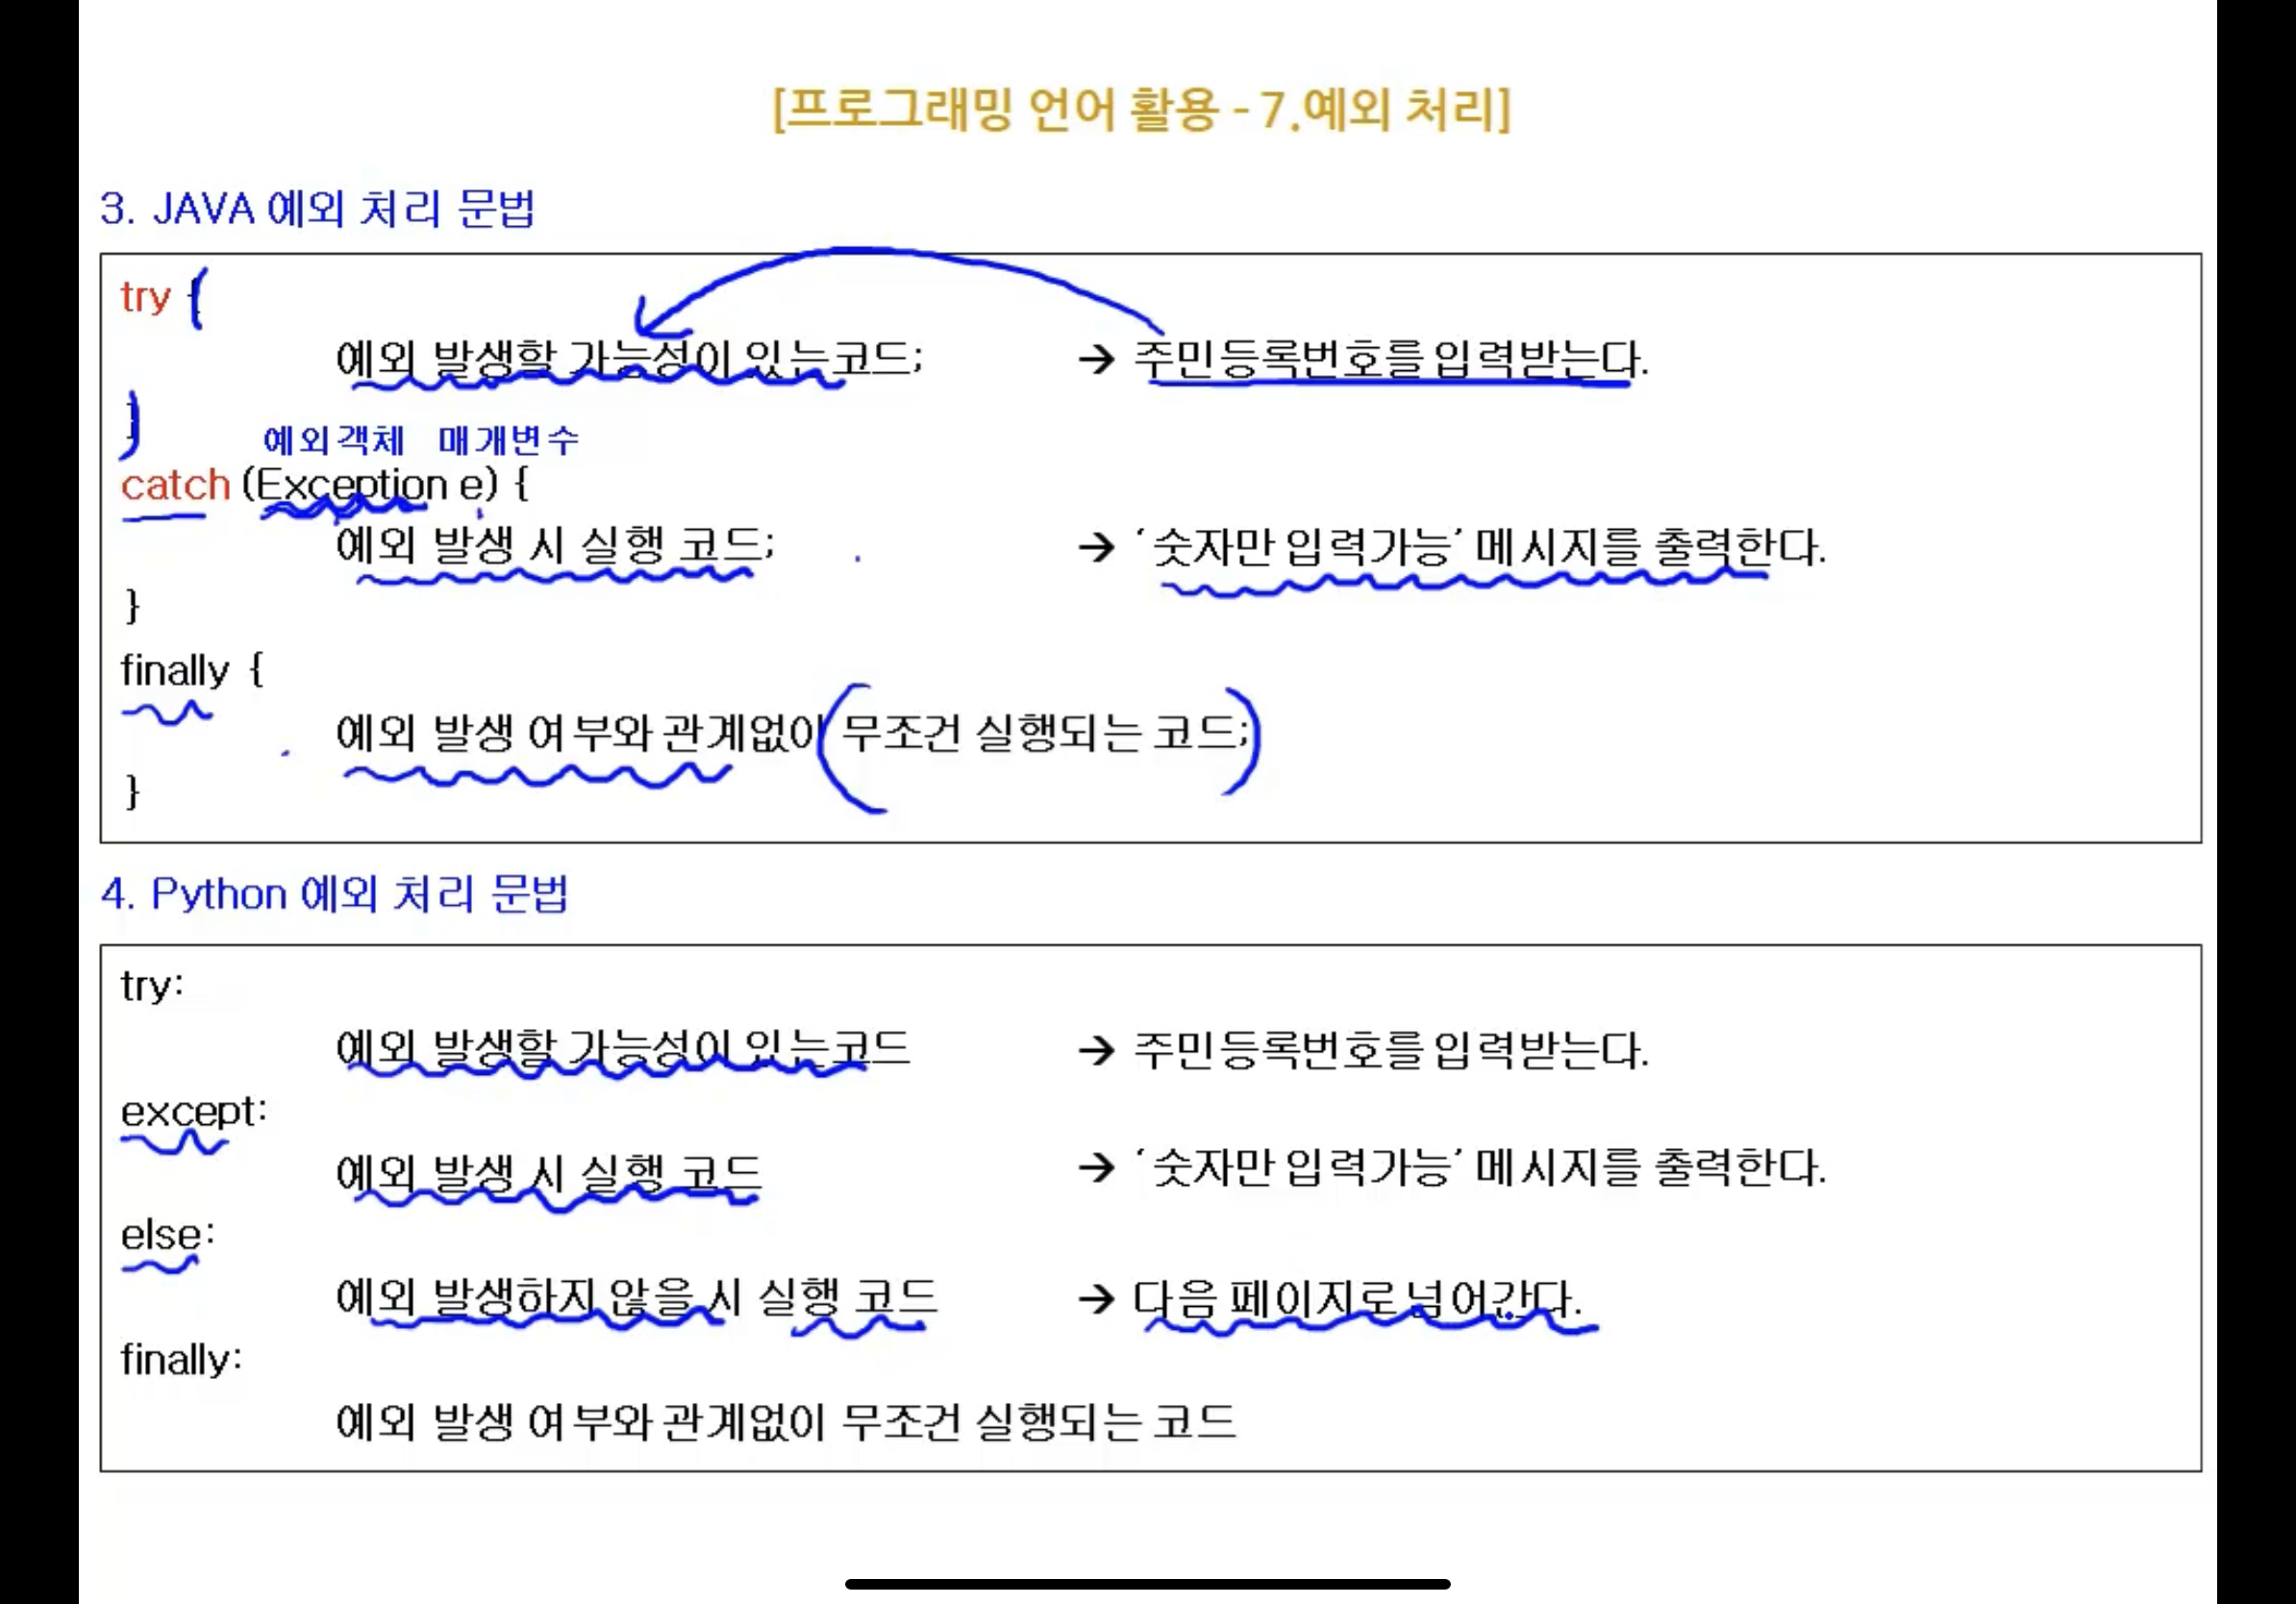 [프로그래밍 언어 활용 - 7.예외 처리]
3. JAVA 예외 처리 문법
try {
예외 발생할 가능성이 있는코드; → 주민등록번호를 입력받는다.
}
예외객체 매개변수
catch (Exception e) {
예외 발생 시 실행 코드; → '숫자만 입력가능' 메시지를 출력한다.
}
finally {
예외 발생 여부와 관계없이 무조건 실행되는 코드;
}
4. Python 예외 처리 문법
try:
예외 발생할 가능성이 있는코드 → 주민등록번호를 입력받는다.
except:
예외 발생 시 실행 코드 → '숫자만 입력가능' 메시지를 출력한다.
else:
예외 발생하지 않을 시 실행 코드 → 다음 페이지로 넘어간다.
finally:
예외 발생 여부와 관계없이 무조건 실행되는 코드